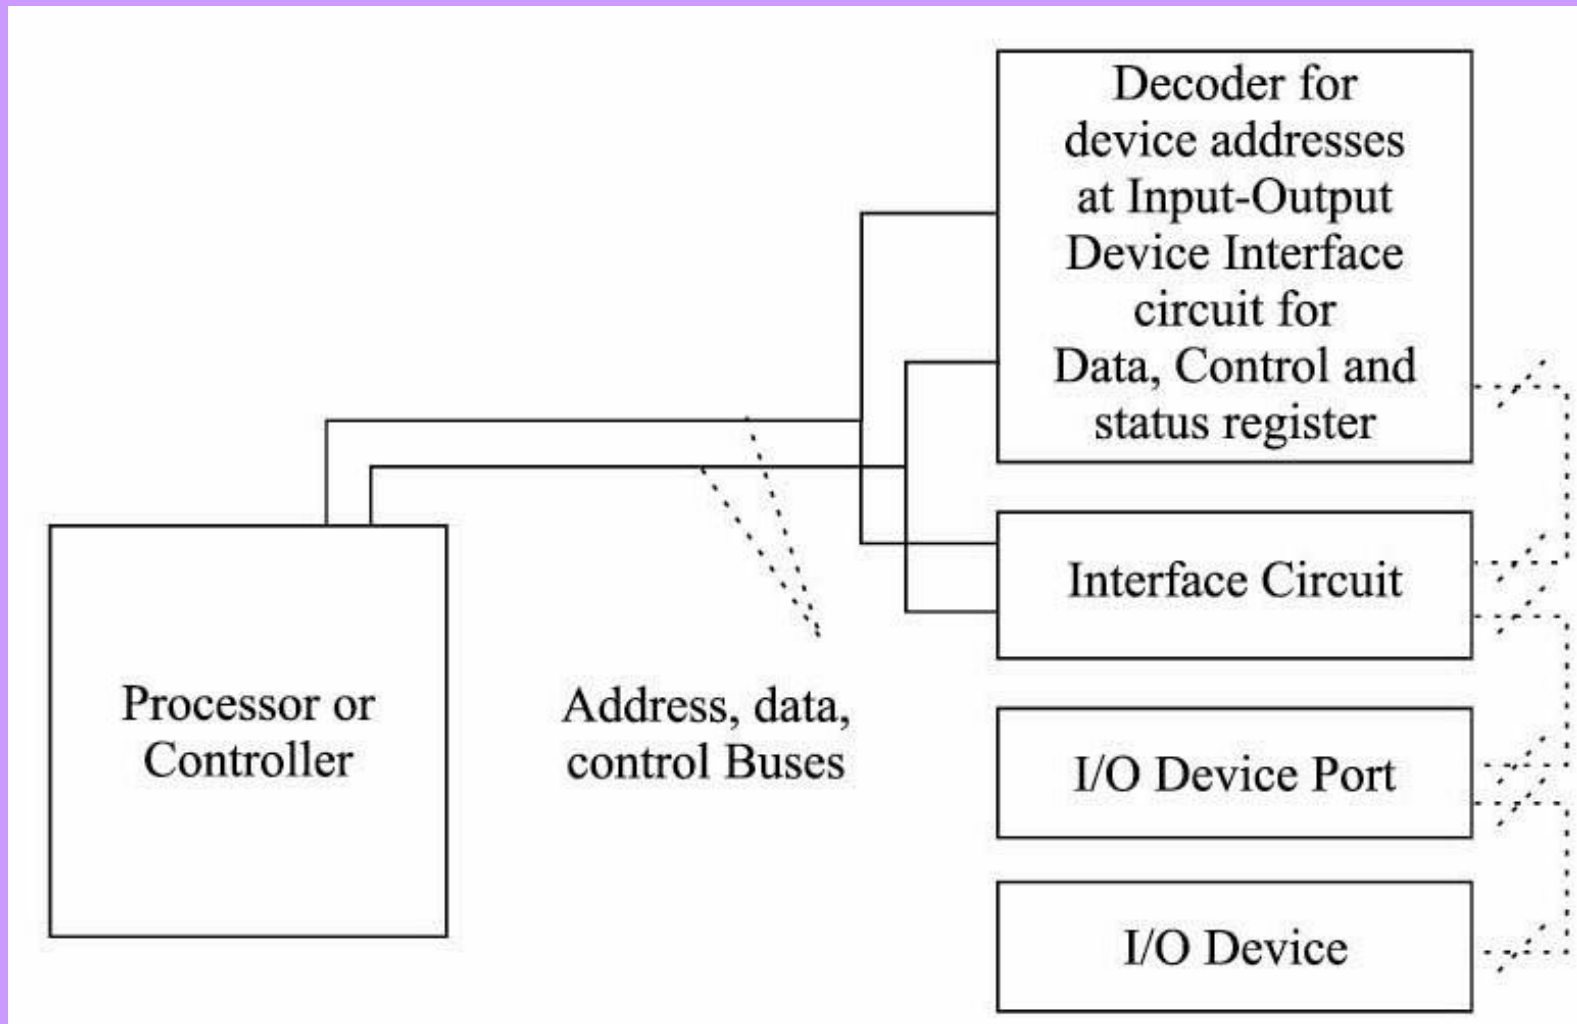 Decoder for
device addresses
at Input-Output
Device Interface
circuit for
Data, Control and
status register
Interface Circuit
Processor or
Controller
Address, data,
control Buses
I/O Device Port
I/O Device